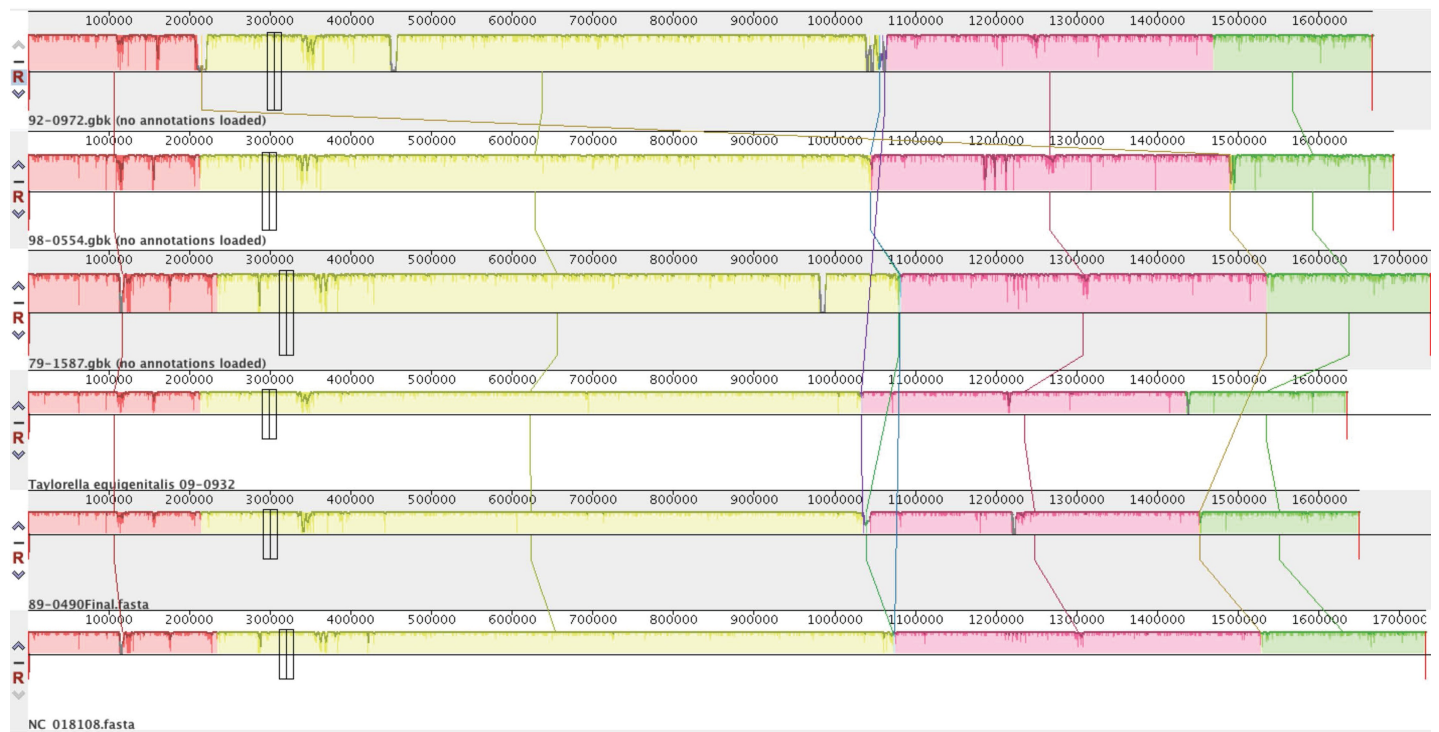 100000 200000 300000 400000 500000 600000 700000 800000 900000 1000000 1100000 1200000 1300000 1400000 1500000 1600000
R
92-0972.gbk (no annotations loaded)
100000 200000 300000 400000 500000 600000 700000 800000 900000 1000000 1100000 1200000 1300000 1400000 1500000 1600000
R
98-0554.gbk (no annotations loaded)
100000 200000 300000 400000 500000 600000 700000 800000 900000 1000000 1100000 1200000 1300000 1400000 1500000 1600000 1700000
R
79-1587.gbk (no annotations loaded)
100000 200000 300000 400000 500000 600000 700000 800000 900000 1000000 1100000 1200000 1300000 1400000 1500000 1600000
R
Taylorella equigenitalis 09-0932
100000 200000 300000 400000 500000 600000 700000 800000 900000 1000000 1100000 1200000 1300000 1400000 1500000 1600000
R
89-0490Final.fasta
100000 200000 300000 400000 500000 600000 700000 800000 900000 1000000 1100000 1200000 1300000 1400000 1500000 1600000 170000
R
NC_018108.fasta